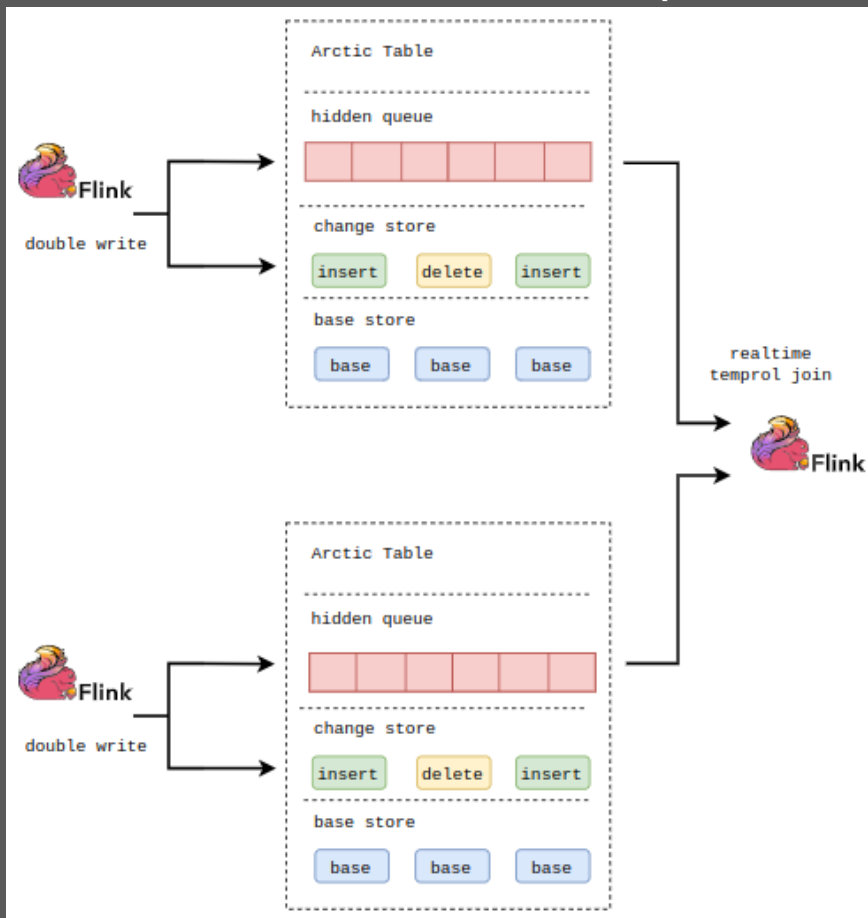 Arctic Table
hidden queue
Flink
double write
change store
insert delete insert
base store
base base base
realtime
temprol join
Flink
Arctic Table
hidden queue
Flink
double write
change store
insert delete insert
base store
base base base